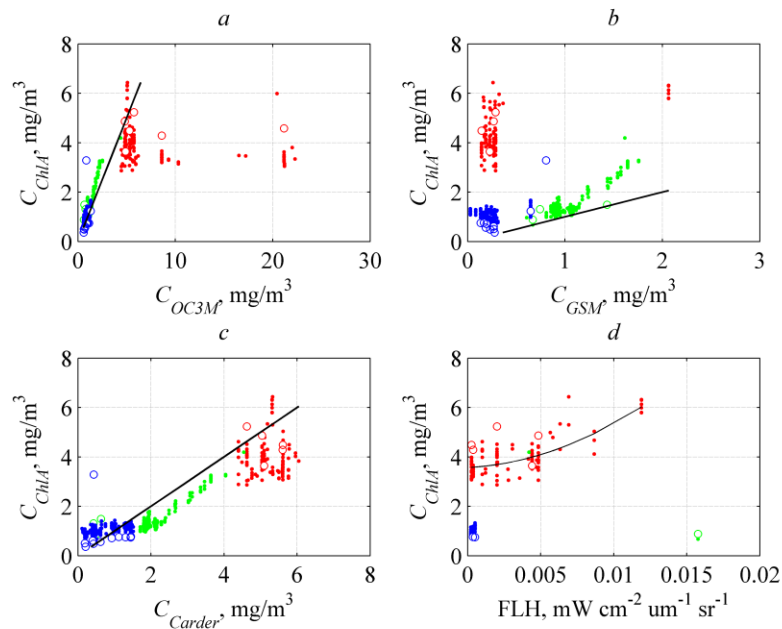 a
8
6
4
2
0
0 10 20 30
C_ChlA, mg/m³
C_OC3M, mg/m³
b
8
6
4
2
0
0 1 2 3
C_ChlA, mg/m³
C_GSM, mg/m³
c
8
6
4
2
0
0 2 4 6 8
C_ChlA, mg/m³
C_Carder, mg/m³
d
8
6
4
2
0
0 0.005 0.01 0.015 0.02
C_ChlA, mg/m³
FLH, mW cm⁻² um⁻¹ sr⁻¹